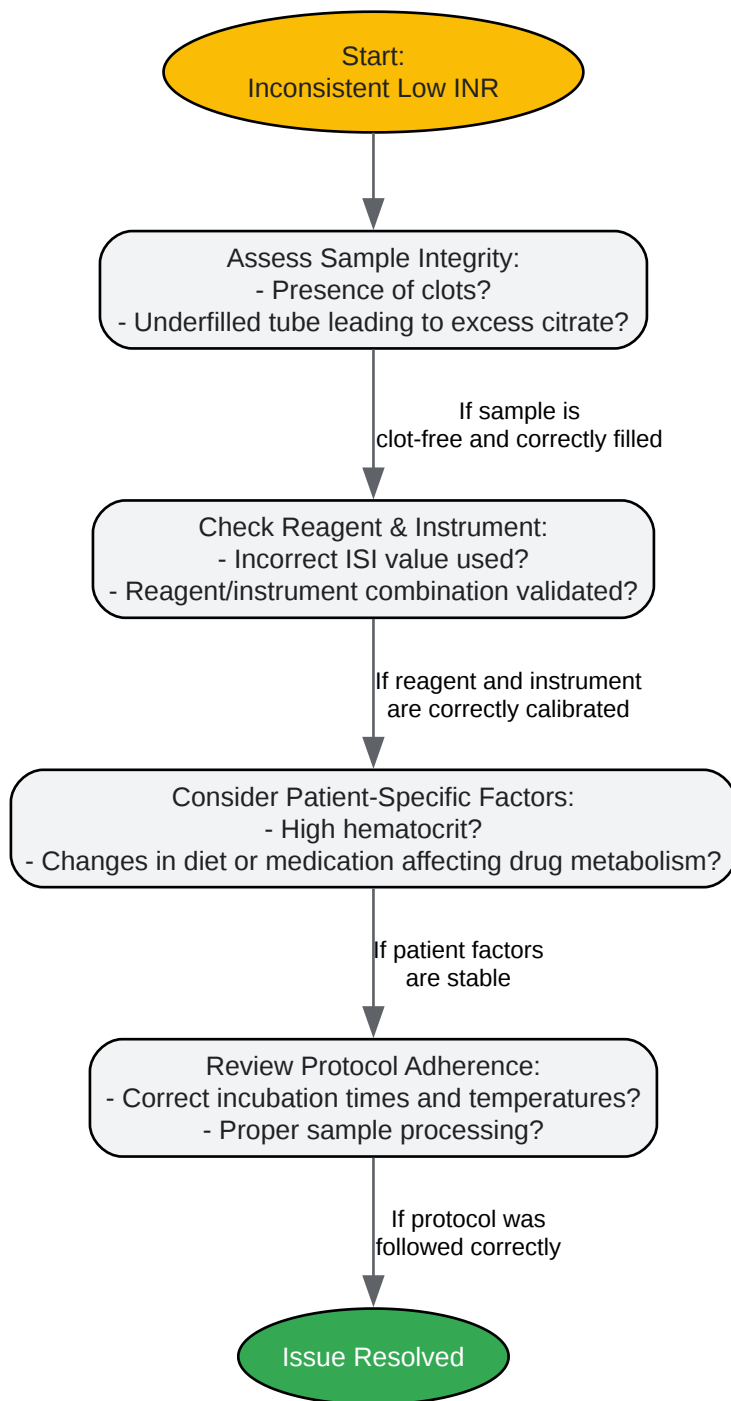 Start:
Inconsistent Low INR
Assess Sample Integrity:
- Presence of clots?
- Underfilled tube leading to excess citrate?
If sample is
clot-free and correctly filled
Check Reagent & Instrument:
- Incorrect ISI value used?
- Reagent/instrument combination validated?
If reagent and instrument
are correctly calibrated
Consider Patient-Specific Factors:
- High hematocrit?
- Changes in diet or medication affecting drug metabolism?
If patient factors
are stable
Review Protocol Adherence:
- Correct incubation times and temperatures?
- Proper sample processing?
If protocol was
followed correctly
Issue Resolved